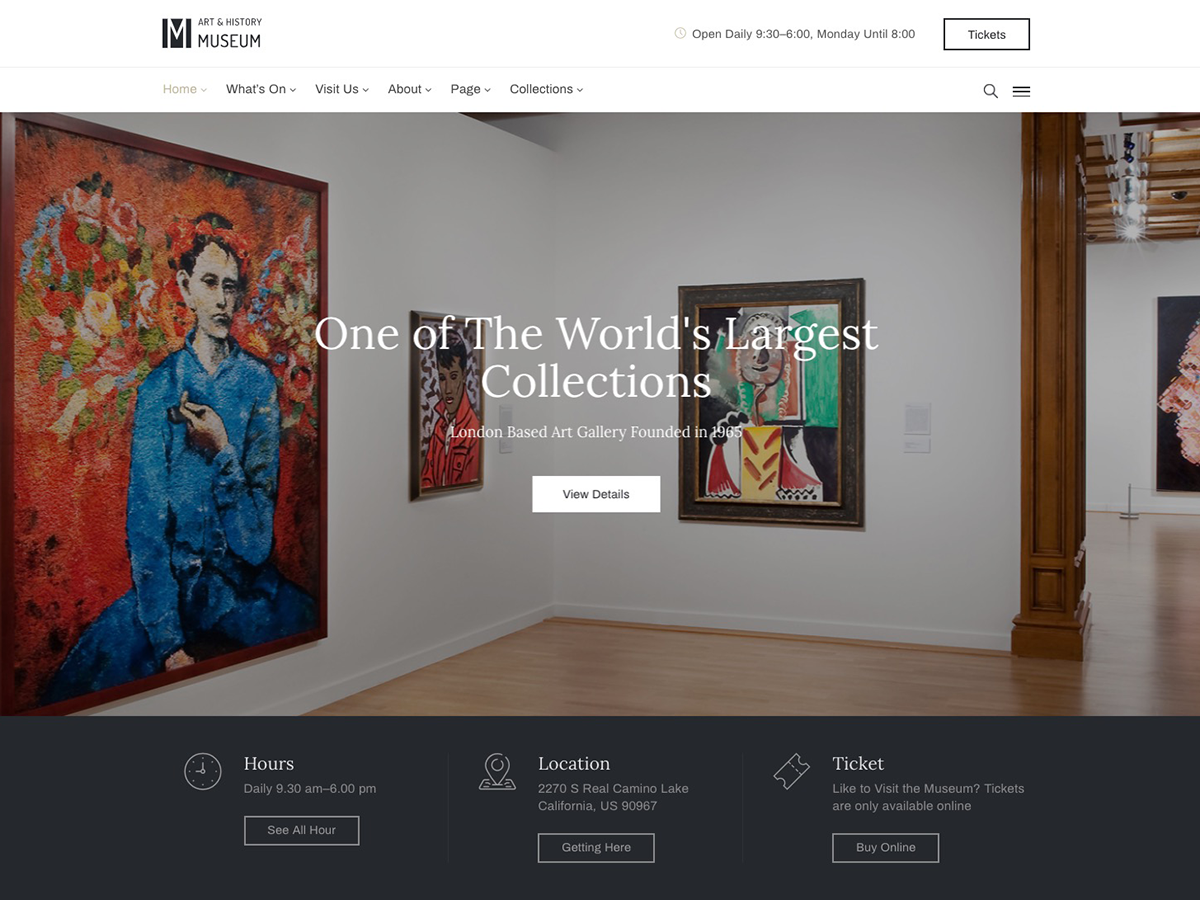 ART & HISTORY
MUSEUM
Open Daily 9:30–6:00, Monday Until 8:00
Tickets
Home
What's On
Visit Us
About
Page
Collections
One of The World's Largest
Collections
London Based Art Gallery Founded in 1965
View Details
Hours
Daily 9.30 am–6.00 pm
See All Hour
Location
2270 S Real Camino Lake
California, US 90967
Getting Here
Ticket
Like to Visit the Museum? Tickets
are only available online
Buy Online